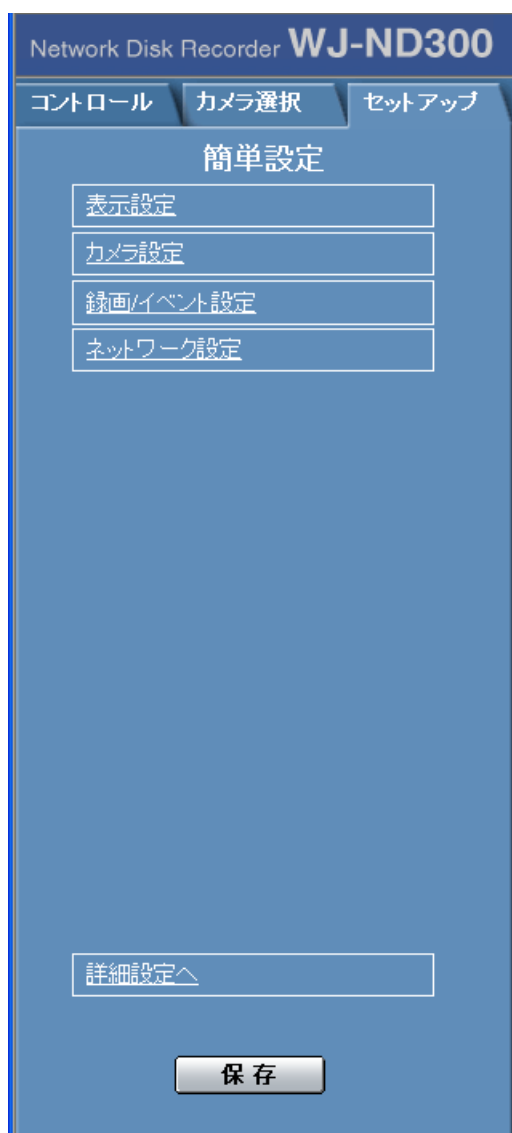 Network Disk Recorder WJ-ND300
コントロール カメラ選択 セットアップ
簡単設定
表示設定
カメラ設定
録画/イベント設定
ネットワーク設定
詳細設定へ
保存